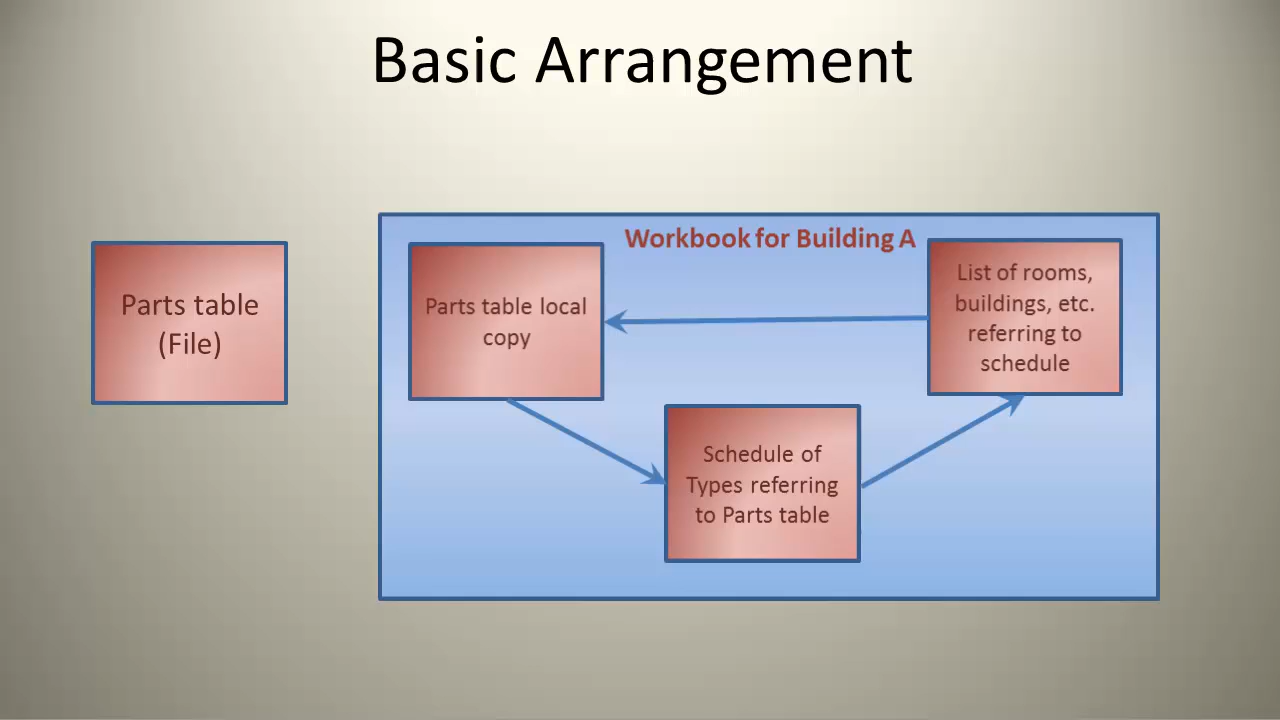 Basic Arrangement
Parts table
(File)
Workbook for Building A
Parts table local
copy
List of rooms,
buildings, etc.
referring to
schedule
Schedule of
Types referring
to Parts table